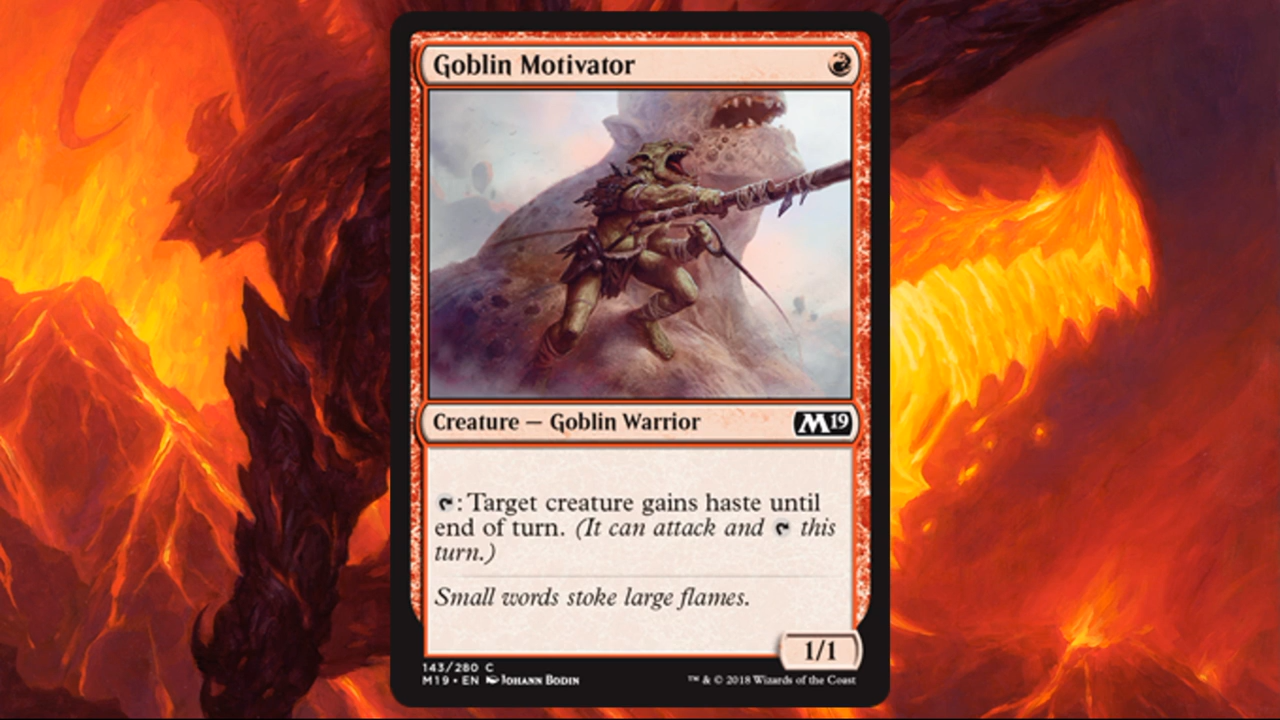 Goblin Motivator
Creature — Goblin Warrior
M19
: Target creature gains haste until
end of turn. (It can attack and this
turn.)
Small words stoke large flames.
1/1
143/280 C
M19 • EN Johann Bodin
™ & © 2018 Wizards of the Coast